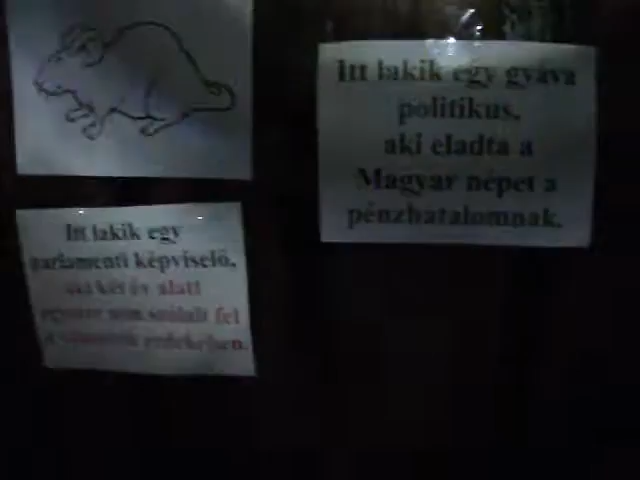 Itt lakik egy gyáva
politikus,
aki eladta a
Magyar népet a
pénzhatalomnak.
Itt lakik egy
parlamenti képviselő,
aki két év alatt
egyszer sem szólalt fel
a érdekében.